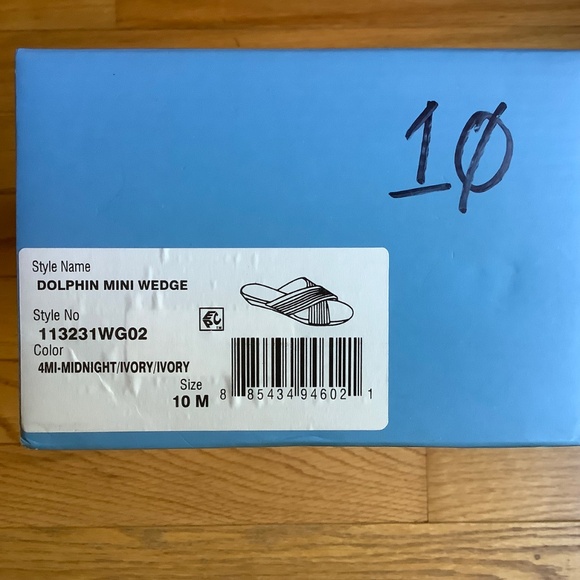 10
Style Name
DOLPHIN MINI WEDGE
Style No
113231WG02
Color
4MI-MIDNIGHT/IVORY/IVORY
Size
10 M
8 85434 94602 1